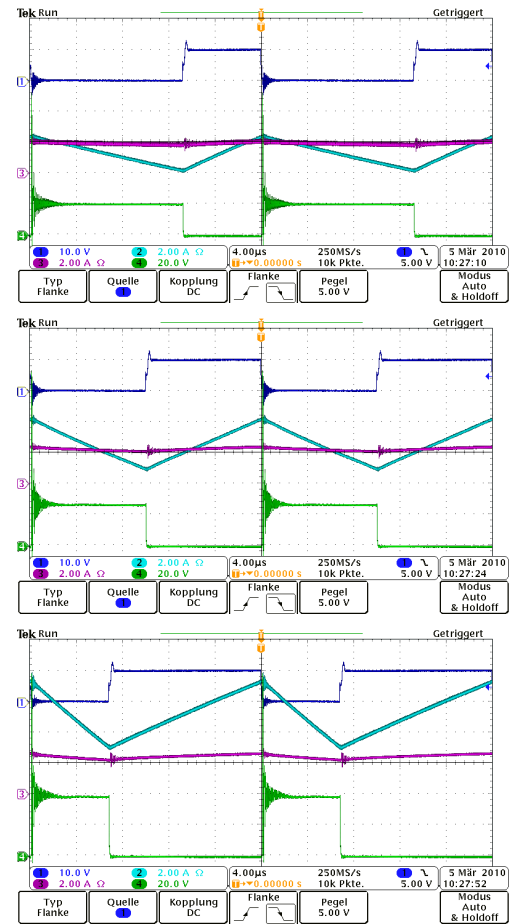 Tek Run Getriggert
T
T
1
3
4
1 10.0 V 2 2.00 A Ω 4.00µs 250MS/s 1 5 Mär 2010
3 2.00 A Ω 4 20.0 V T→▼0.00000 s 10k Pkte. 5.00 V 10:27:10
Typ Flanke Quelle 1 Kopplung DC Flanke Pegel 5.00 V Modus Auto & Holdoff
Tek Run Getriggert
T
T
1
3
4
1 10.0 V 2 2.00 A Ω 4.00µs 250MS/s 1 5 Mär 2010
3 2.00 A Ω 4 20.0 V T→▼0.00000 s 10k Pkte. 5.00 V 10:27:24
Typ Flanke Quelle 1 Kopplung DC Flanke Pegel 5.00 V Modus Auto & Holdoff
Tek Run Getriggert
T
T
1
3
4
1 10.0 V 2 2.00 A Ω 4.00µs 250MS/s 1 5 Mär 2010
3 2.00 A Ω 4 20.0 V T→▼0.00000 s 10k Pkte. 5.00 V 10:27:52
Typ Flanke Quelle 1 Kopplung DC Flanke Pegel 5.00 V Modus Auto & Holdoff